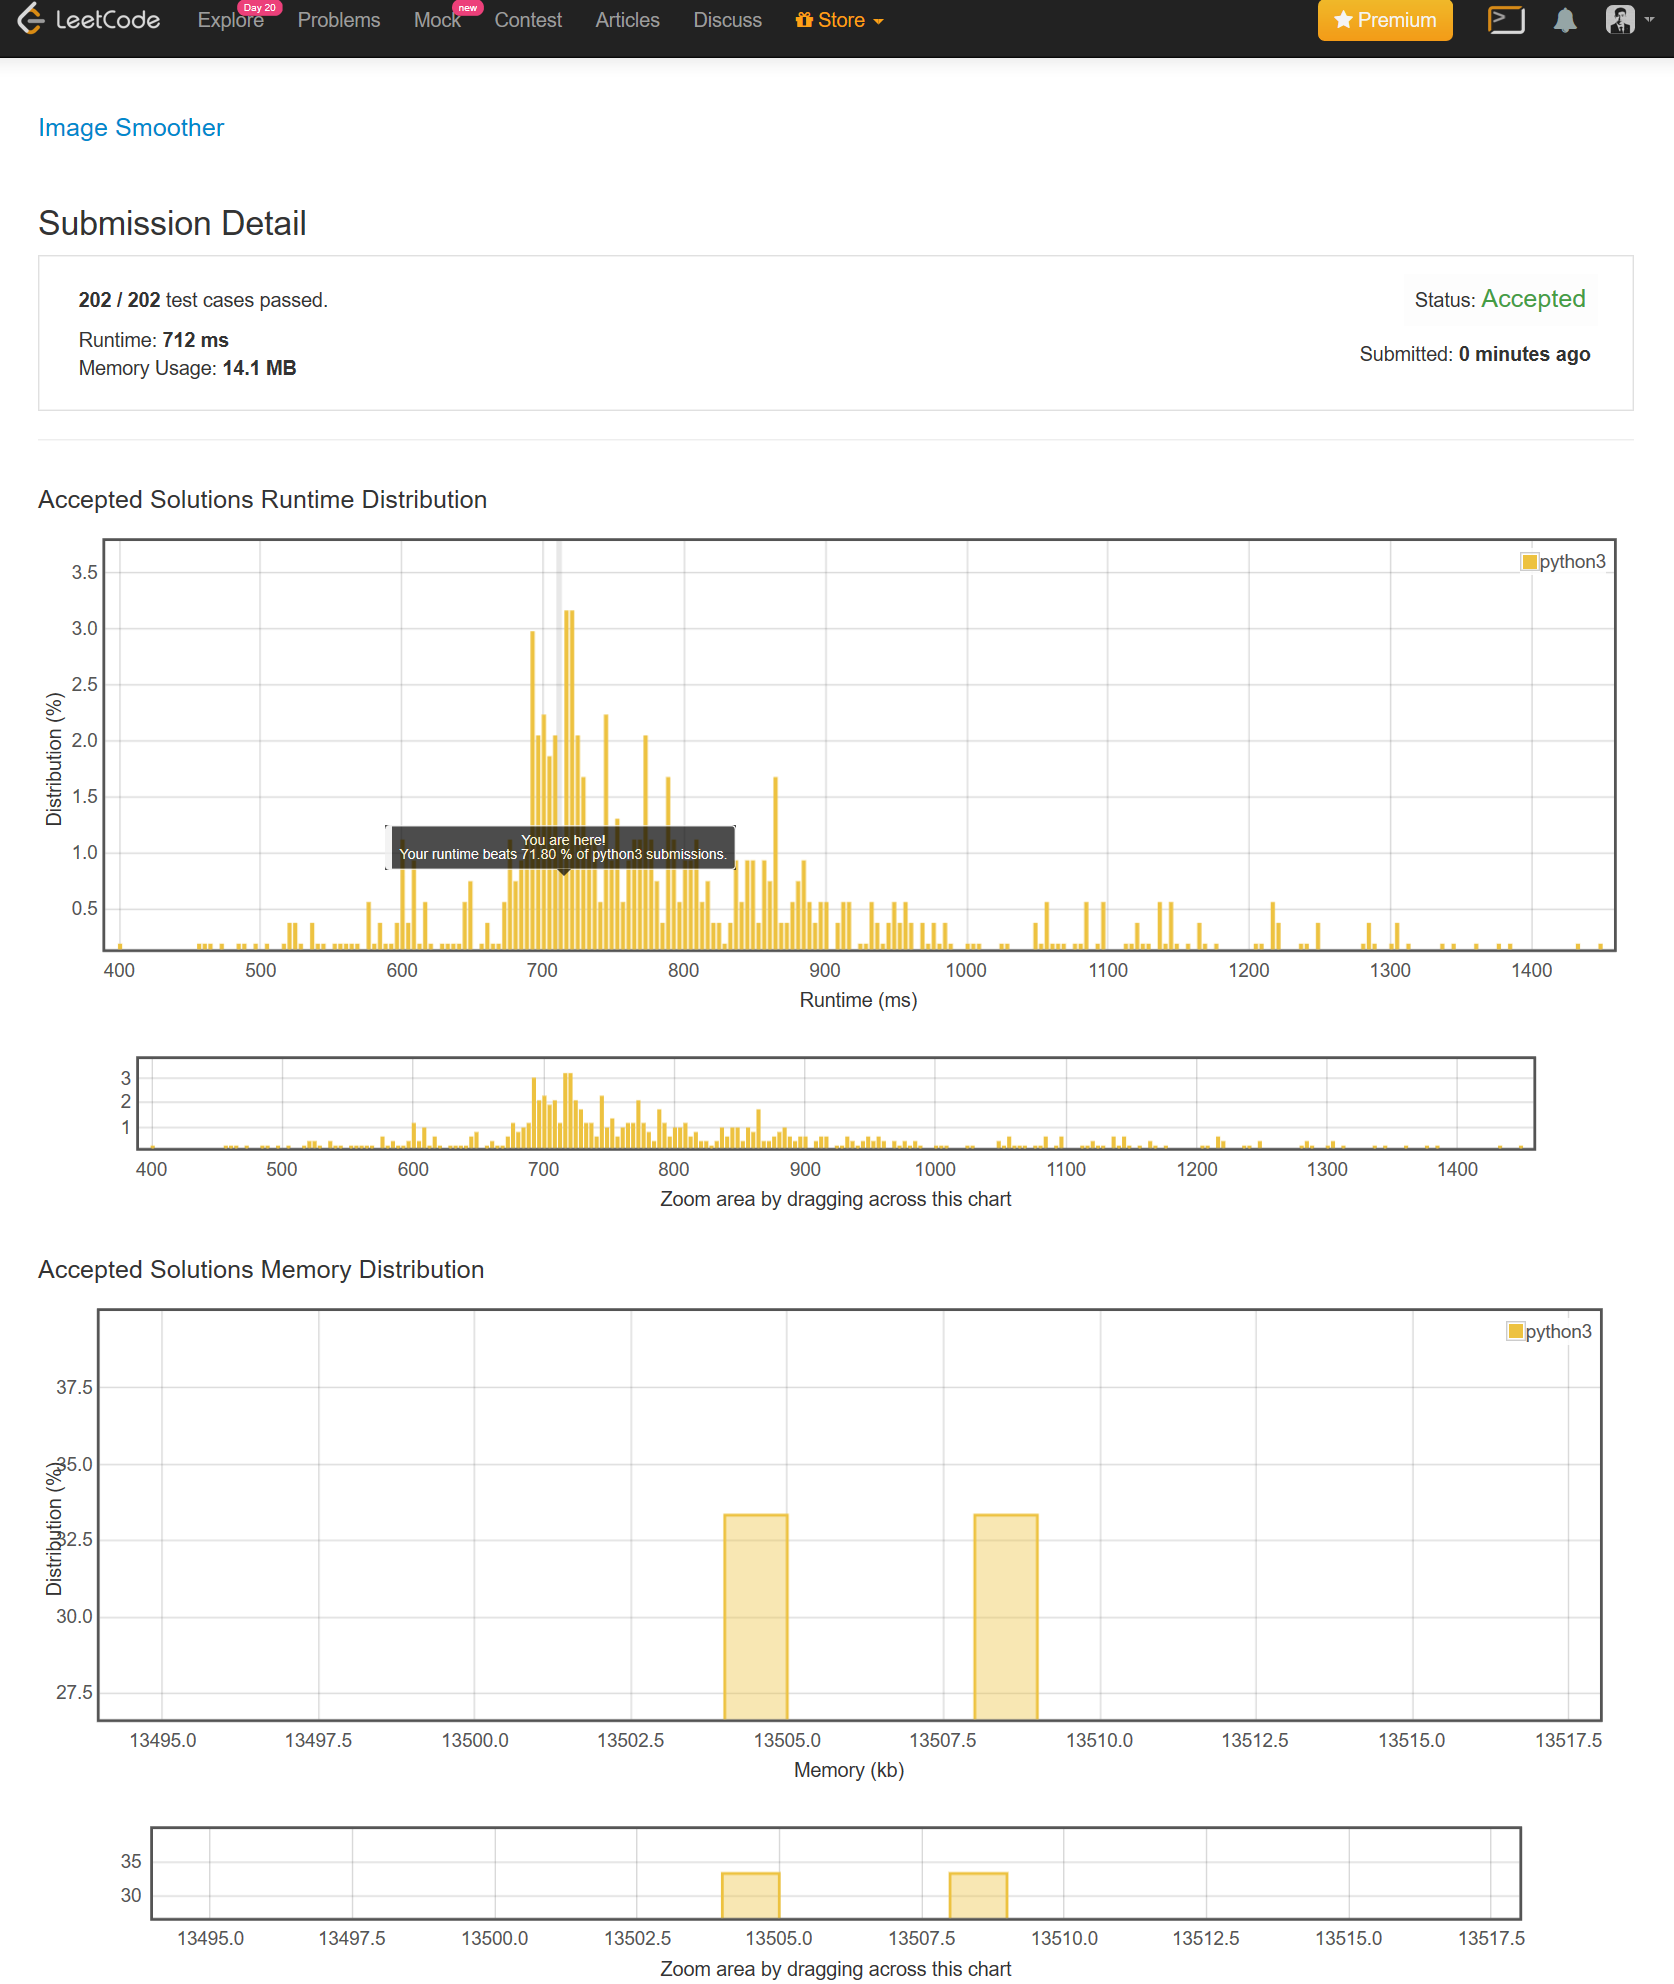 LeetCode Explore Day 20 Problems Mock new Contest Articles Discuss Store Premium
Image Smoother
Submission Detail
202 / 202 test cases passed.
Status: Accepted
Runtime: 712 ms
Submitted: 0 minutes ago
Memory Usage: 14.1 MB
Accepted Solutions Runtime Distribution
python3
3.5
3.0
2.5
2.0
1.5
1.0
0.5
Distribution (%)
You are here!
Your runtime beats 71.80 % of python3 submissions.
400 500 600 700 800 900 1000 1100 1200 1300 1400
Runtime (ms)
3
2
1
400 500 600 700 800 900 1000 1100 1200 1300 1400
Zoom area by dragging across this chart
Accepted Solutions Memory Distribution
python3
37.5
35.0
32.5
30.0
27.5
Distribution (%)
13495.0 13497.5 13500.0 13502.5 13505.0 13507.5 13510.0 13512.5 13515.0 13517.5
Memory (kb)
35
30
13495.0 13497.5 13500.0 13502.5 13505.0 13507.5 13510.0 13512.5 13515.0 13517.5
Zoom area by dragging across this chart